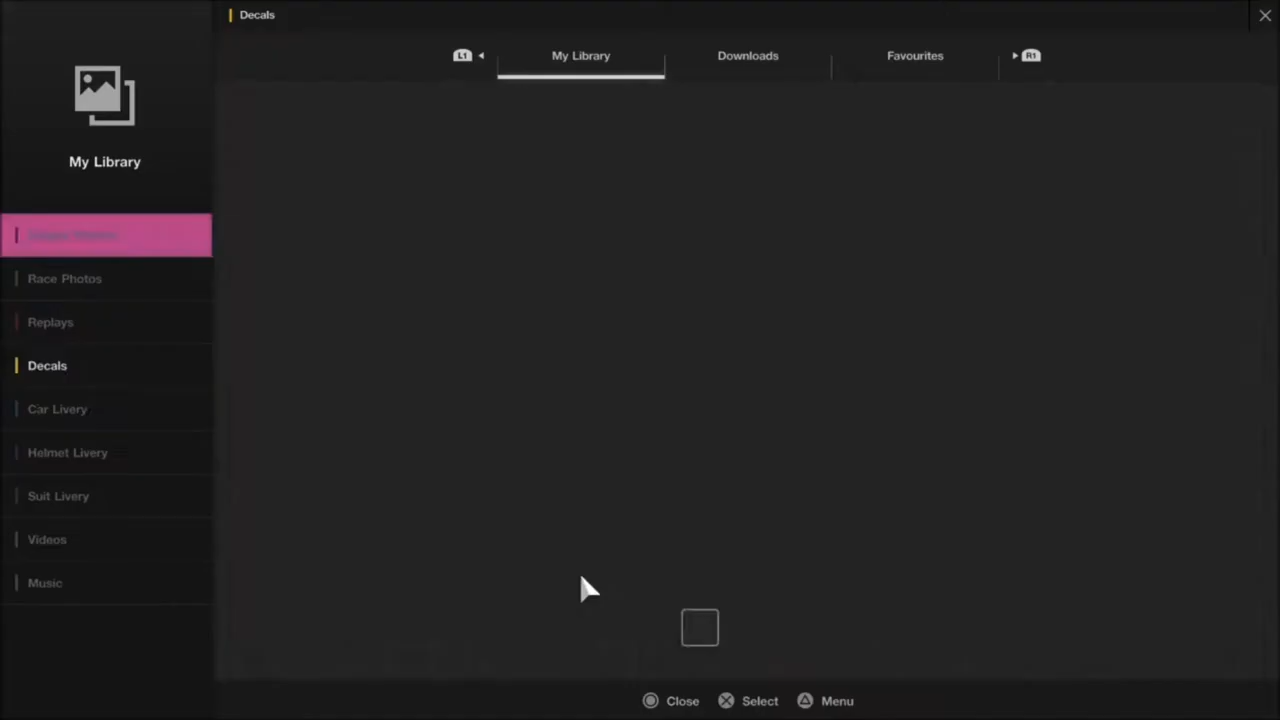 Decals
L1
My Library
Downloads
Favourites
R1
My Library
Race Photos
Replays
Decals
Car Livery
Helmet Livery
Suit Livery
Videos
Music
Close
Select
Menu